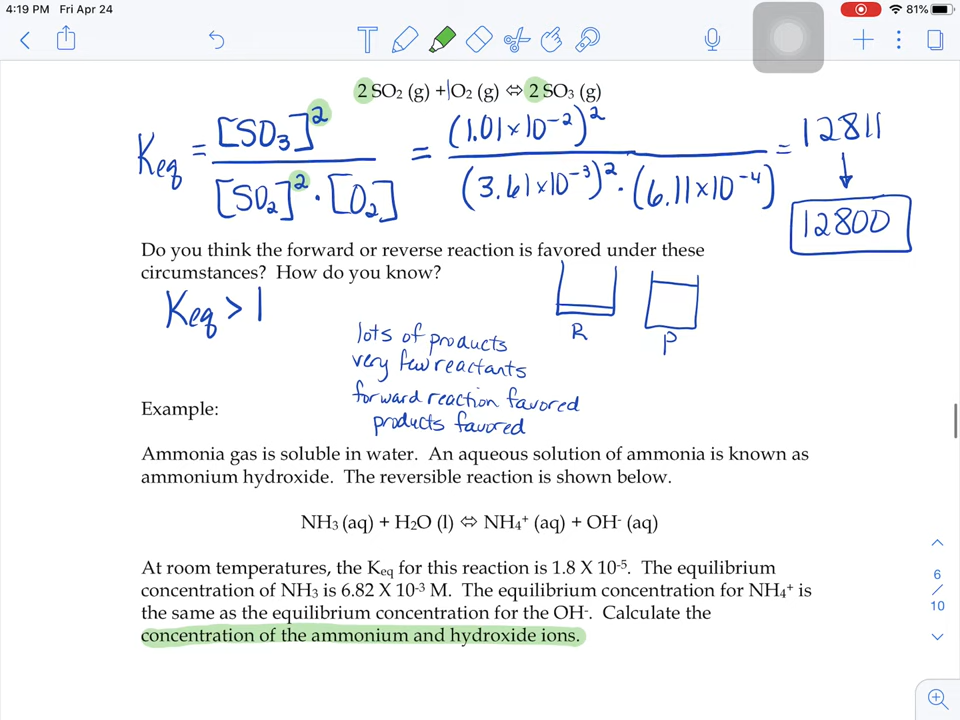 4:19 PM Fri Apr 24 81%
T
2 SO₂ (g) + 1 O₂ (g) ⇔ 2 SO₃ (g)
Keq = [SO₃]² / [SO₂]² · [O₂] = (1.01 × 10⁻²)² / (3.61 × 10⁻³)² · (6.11 × 10⁻⁴) = 12811
12800
Do you think the forward or reverse reaction is favored under these
circumstances? How do you know?
Keq > 1
R P
lots of products
very few reactants
forward reaction favored
products favored
Example:
Ammonia gas is soluble in water. An aqueous solution of ammonia is known as
ammonium hydroxide. The reversible reaction is shown below.
NH₃ (aq) + H₂O (l) ⇔ NH₄⁺ (aq) + OH⁻ (aq)
At room temperatures, the Keq for this reaction is 1.8 X 10⁻⁵. The equilibrium
concentration of NH₃ is 6.82 X 10⁻³ M. The equilibrium concentration for NH₄⁺ is
the same as the equilibrium concentration for the OH⁻. Calculate the
concentration of the ammonium and hydroxide ions.
6
/
10